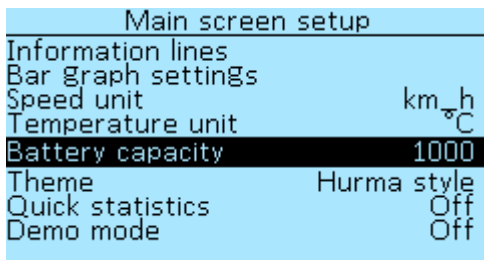 Main screen setup
Information lines
Bar graph settings
Speed unit km_h
Temperature unit °C
Battery capacity 1000
Theme Hurma style
Quick statistics Off
Demo mode Off